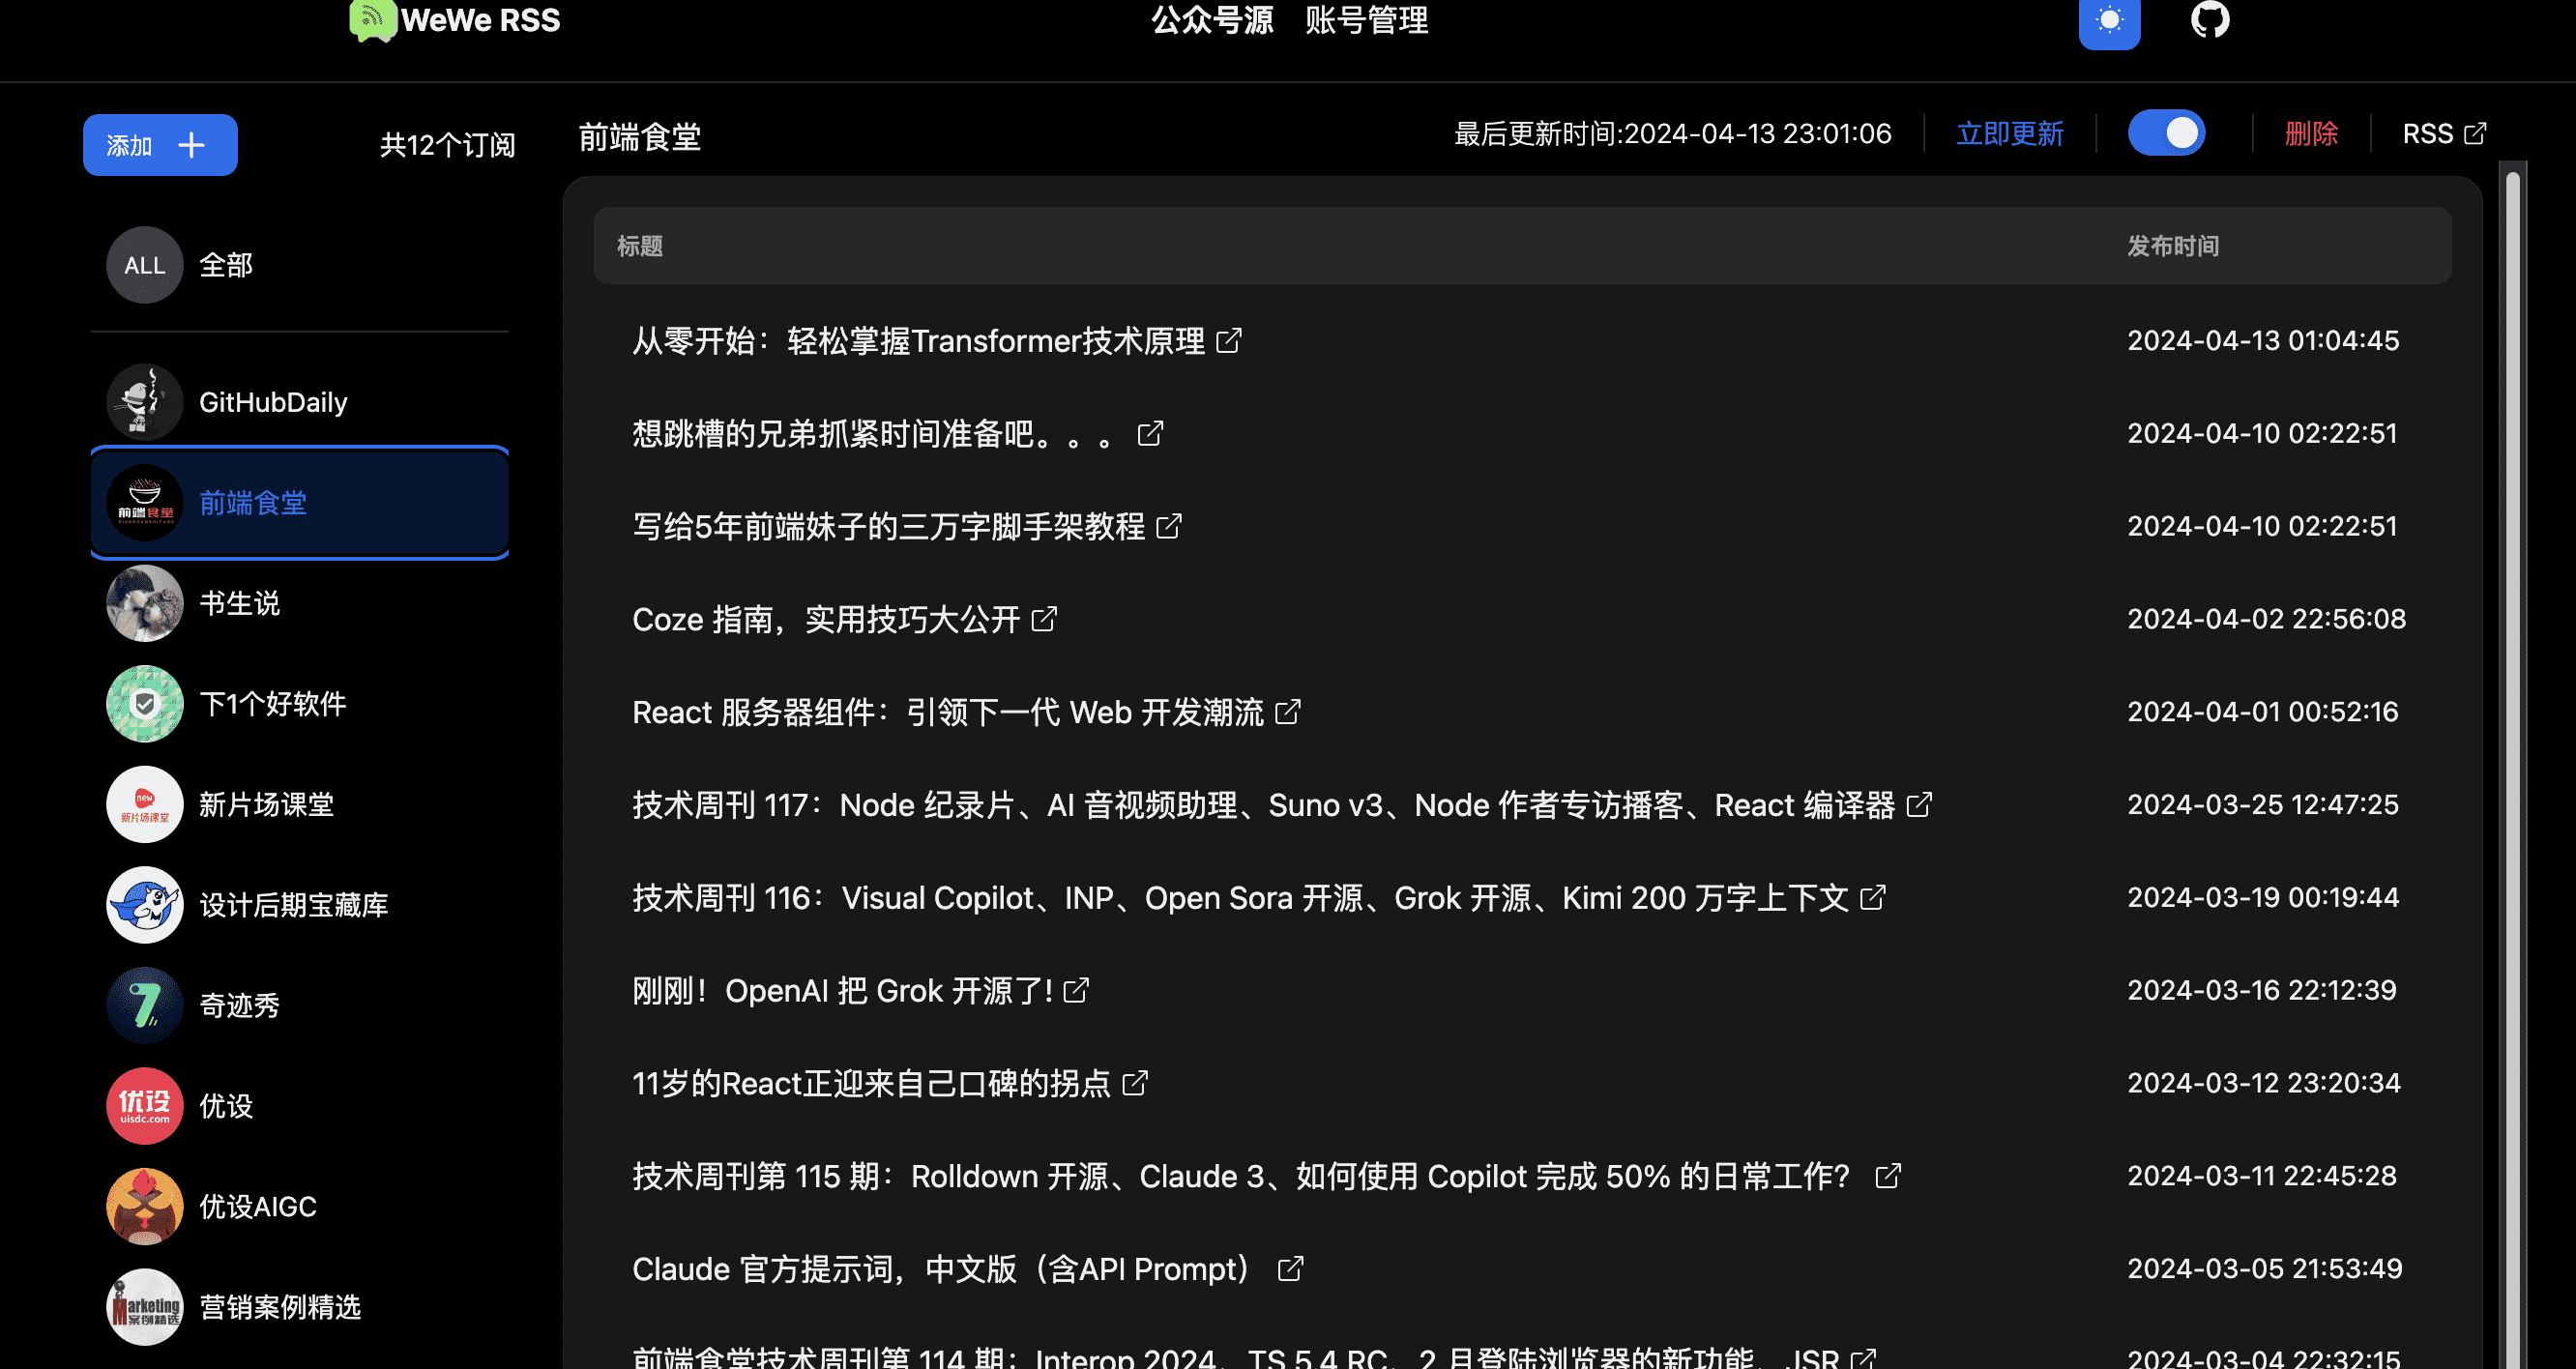 WeWe RSS
公众号源 账号管理
添加 共12个订阅
前端食堂 最后更新时间:2024-04-13 23:01:06 立即更新 删除 RSS
ALL 全部
GitHubDaily
前端食堂 前端食堂
书生说
下1个好软件
new 新片场课堂 新片场课堂
设计后期宝藏库
奇迹秀
优设 uisdc.com 优设
优设AIGC
Marketing 案例精选 营销案例精选
标题 发布时间
从零开始：轻松掌握Transformer技术原理 2024-04-13 01:04:45
想跳槽的兄弟抓紧时间准备吧。。。 2024-04-10 02:22:51
写给5年前端妹子的三万字脚手架教程 2024-04-10 02:22:51
Coze 指南，实用技巧大公开 2024-04-02 22:56:08
React 服务器组件：引领下一代 Web 开发潮流 2024-04-01 00:52:16
技术周刊 117：Node 纪录片、AI 音视频助理、Suno v3、Node 作者专访播客、React 编译器 2024-03-25 12:47:25
技术周刊 116：Visual Copilot、INP、Open Sora 开源、Grok 开源、Kimi 200 万字上下文 2024-03-19 00:19:44
刚刚！OpenAI 把 Grok 开源了! 2024-03-16 22:12:39
11岁的React正迎来自己口碑的拐点 2024-03-12 23:20:34
技术周刊第 115 期：Rolldown 开源、Claude 3、如何使用 Copilot 完成 50% 的日常工作？ 2024-03-11 22:45:28
Claude 官方提示词，中文版（含API Prompt） 2024-03-05 21:53:49
前端食堂技术周刊第 114 期：Interop 2024、TS 5.4 RC、2 月登陆浏览器的新功能、JSR 2024-03-04 22:32:15